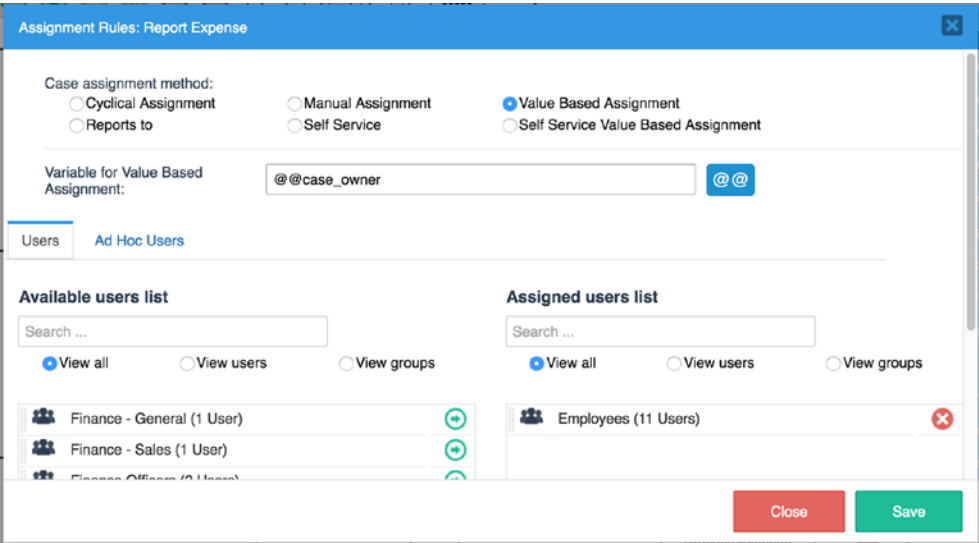 Assignment Rules: Report Expense
Case assignment method:
Cyclical Assignment Manual Assignment Value Based Assignment
Reports to Self Service Self Service Value Based Assignment
Variable for Value Based
Assignment:
@@case_owner
@@
Users Ad Hoc Users
Available users list Assigned users list
Search ... Search ...
View all View users View groups View all View users View groups
Finance - General (1 User) Employees (11 Users)
Finance - Sales (1 User)
Finance Officers
Close Save